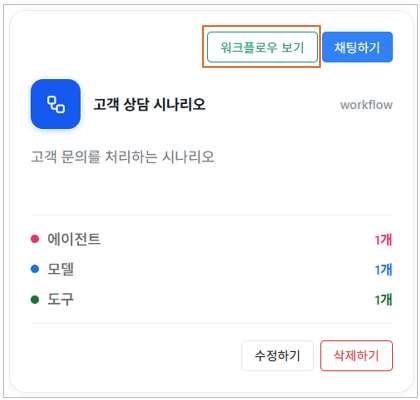 워크플로우 보기 채팅하기
고객 상담 시나리오 workflow
고객 문의를 처리하는 시나리오
에이전트 1개
모델 1개
도구 1개
수정하기 삭제하기